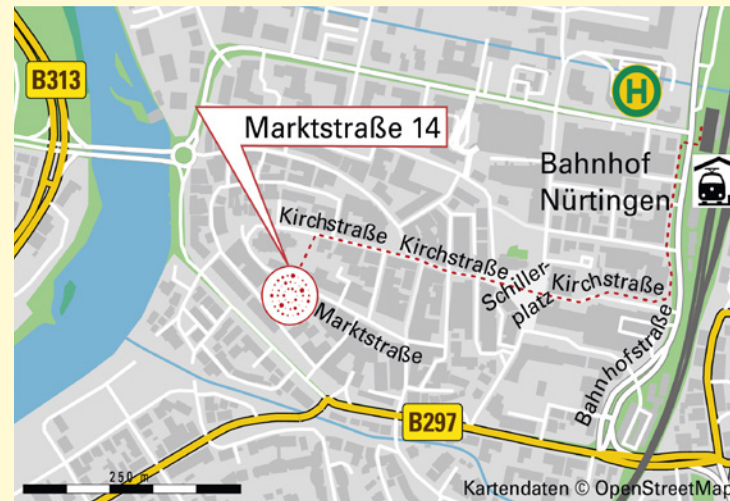 B313
H
Marktstraße 14
Bahnhof
Nürtingen
Kirchstraße
Kirchstraße
Schiller-
platz
Kirchstraße
Marktstraße
Bahnhofstraße
B297
250 m
Kartendaten © OpenStreetMap